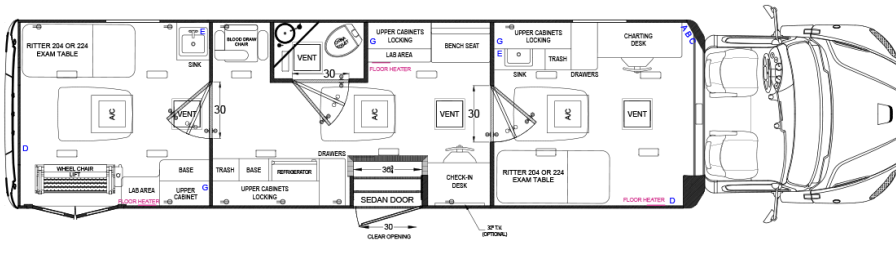 RITTER 204 OR 224
EXAM TABLE
E
SINK
BLOOD DRAW
CHAIR
VENT
30
UPPER CABINETS
LOCKING
G
LAB AREA
BENCH SEAT
FLOOR HEATER
UPPER CABINETS
LOCKING
G
E
SINK
TRASH
DRAWERS
CHARTING
DESK
A B C
A/C
VENT
30
A/C
VENT
30
A/C
VENT
D
WHEEL CHAIR
LIFT
LAB AREA
FLOOR HEATER
BASE
UPPER
CABINET
G
TRASH
BASE
REFRIGERATOR
DRAWERS
UPPER CABINETS
LOCKING
36
SEDAN DOOR
30
CLEAR OPENING
CHECK-IN
DESK
32" T.V.
(OPTIONAL)
RITTER 204 OR 224
EXAM TABLE
FLOOR HEATER
D